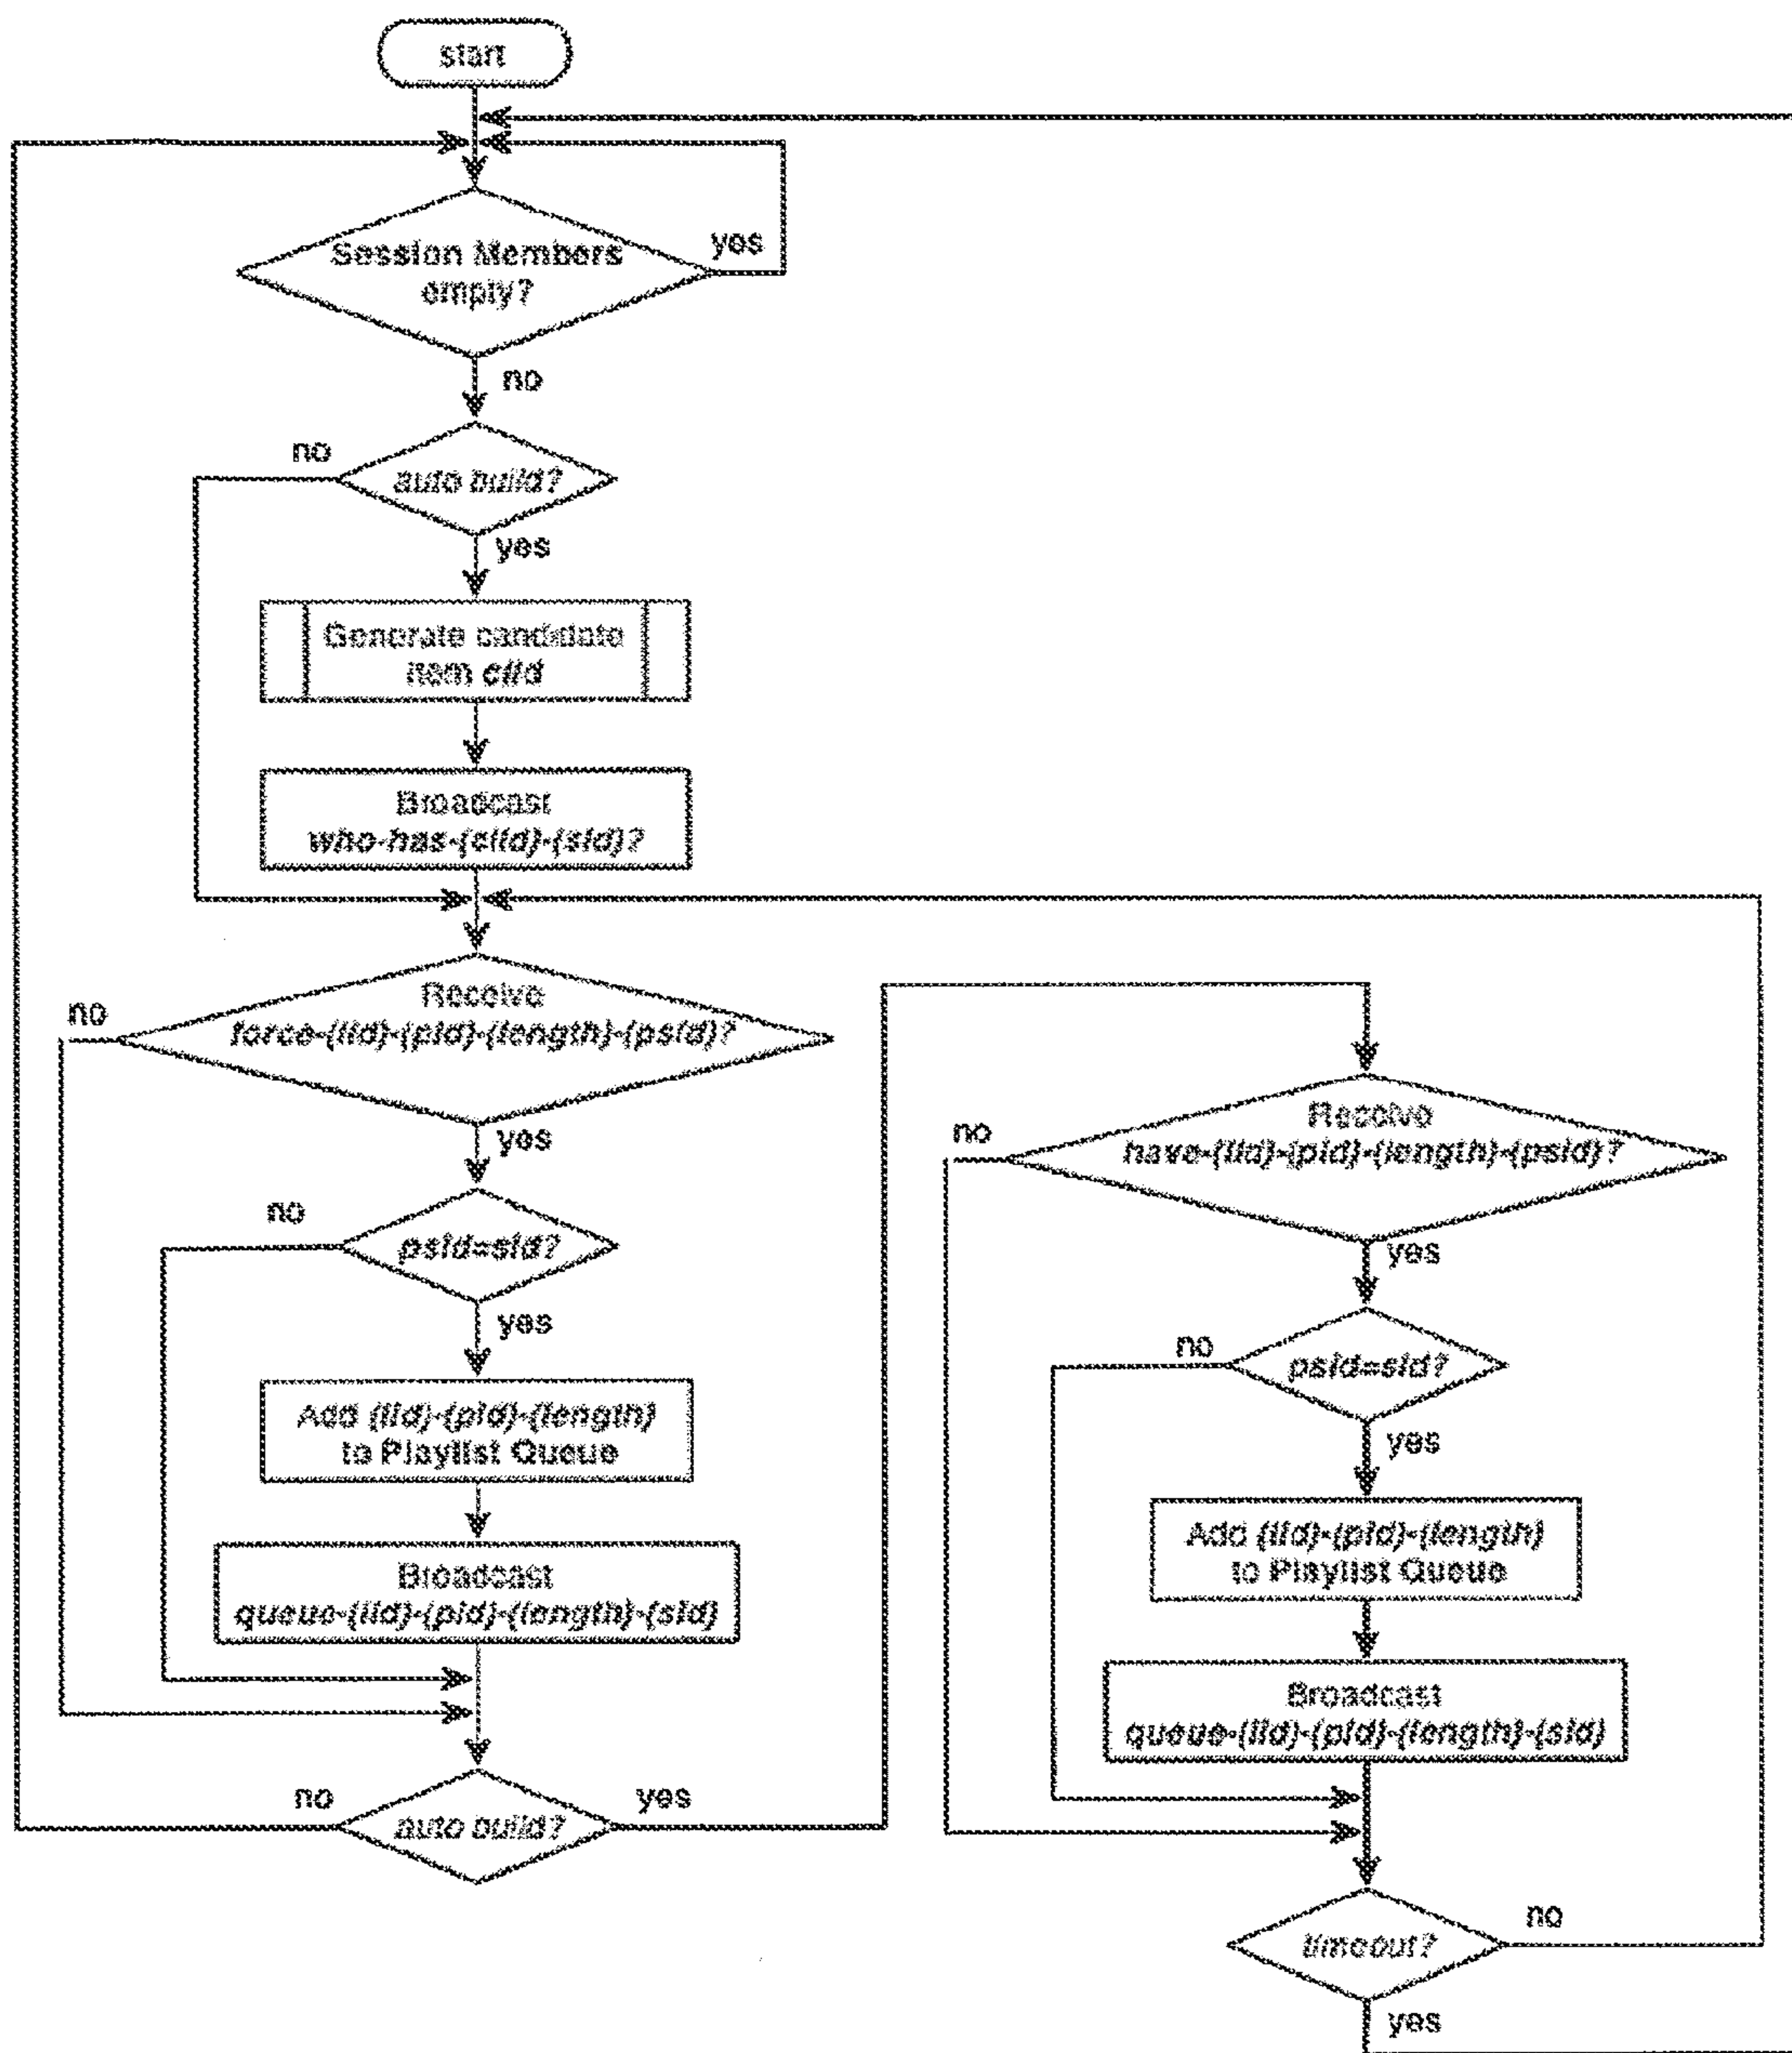 start
Session Members
empty?
yes
no
no
auto build?
yes
Generate candidate
item ciid
Broadcast
who-has-(ciid)-(sid)?
Receive
force-(iid)-(pid)-(length)-(psid)?
no
yes
no
psid=sid?
yes
Add (iid)-(pid)-(length)
to Playlist Queue
Broadcast
queue-(iid)-(pid)-(length)-(sid)
no
auto build?
yes
Receive
have-(iid)-(pid)-(length)-(psid)?
no
yes
no
psid=sid?
yes
Add (iid)-(pid)-(length)
to Playlist Queue
Broadcast
queue-(iid)-(pid)-(length)-(sid)
timeout?
no
yes